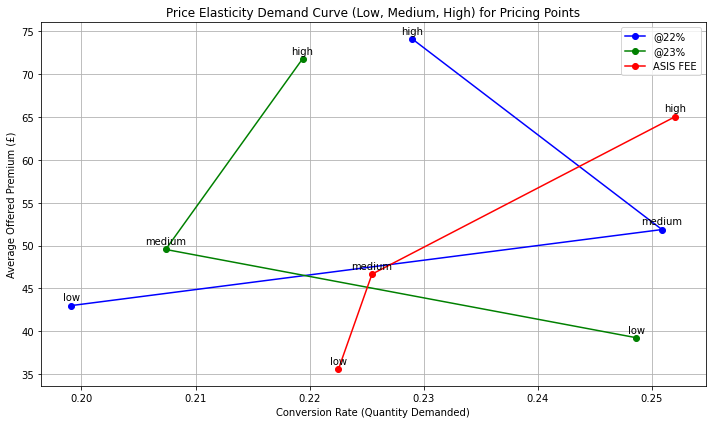 Price Elasticity Demand Curve (Low, Medium, High) for Pricing Points
Average Offered Premium (£)
75
70
65
60
55
50
45
40
35
high
high
high
medium
medium
medium
low
low
low
@22%
@23%
ASIS FEE
0.20 0.21 0.22 0.23 0.24 0.25
Conversion Rate (Quantity Demanded)